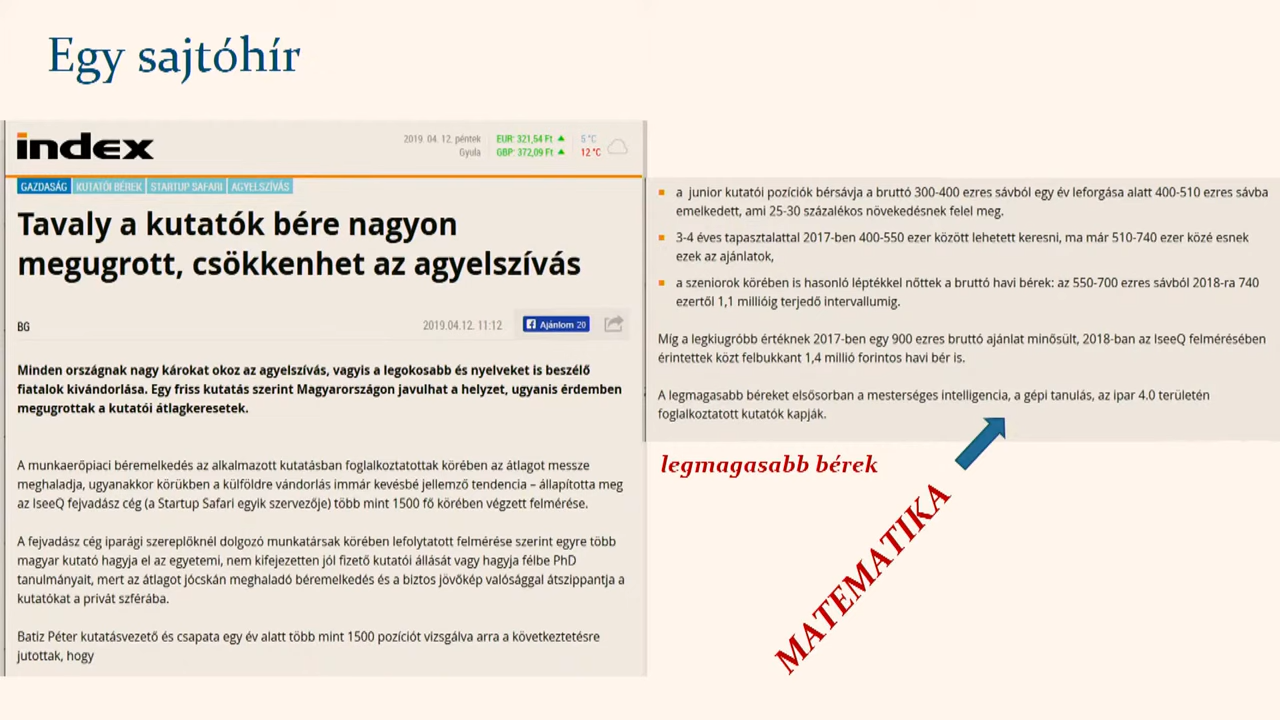 Egy sajtóhír
index
2019. 04. 12. péntek
Gyula
EUR: 321,54 Ft
GBP: 372,09 Ft
5 °C
12 °C
GAZDASÁG KUTATÓI BÉREK STARTUP SAFARI AGYELSZÍVÁS
Tavaly a kutatók bére nagyon
megugrott, csökkenhet az agyelszívás
BG
2019.04.12. 11:12
Ajánlom 20
Minden országnak nagy károkat okoz az agyelszívás, vagyis a legokosabb és nyelveket is beszélő
fiatalok kivándorlása. Egy friss kutatás szerint Magyarországon javulhat a helyzet, ugyanis érdemben
megugrottak a kutatói átlagkeresetek.
A munkaerőpiaci béremelkedés az alkalmazott kutatásban foglalkoztatottak körében az átlagot messze
meghaladja, ugyanakkor körükben a külföldre vándorlás immár kevésbé jellemző tendencia – állapította meg
az IseeQ fejvadász cég (a Startup Safari egyik szervezője) több mint 1500 fő körében végzett felmérése.
A fejvadász cég iparági szereplőknél dolgozó munkatársak körében lefolytatott felmérése szerint egyre több
magyar kutató hagyja el az egyetemi, nem kifejezetten jól fizető kutatói állását vagy hagyja félbe PhD
tanulmányait, mert az átlagot jócskán meghaladó béremelkedés és a biztos jövőkép valósággal átszippantja a
kutatókat a privát szférába.
Batiz Péter kutatásvezető és csapata egy év alatt több mint 1500 pozíciót vizsgálva arra a következtetésre
jutottak, hogy
a junior kutatói pozíciók bérsávja a bruttó 300-400 ezres sávból egy év leforgása alatt 400-510 ezres sávba
emelkedett, ami 25-30 százalékos növekedésnek felel meg.
3-4 éves tapasztalattal 2017-ben 400-550 ezer között lehetett keresni, ma már 510-740 ezer közé esnek
ezek az ajánlatok,
a szeniorok körében is hasonló léptékkel nőttek a bruttó havi bérek: az 550-700 ezres sávból 2018-ra 740
ezertől 1,1 millióig terjedő intervallumig.
Míg a legkiugróbb értéknek 2017-ben egy 900 ezres bruttó ajánlat minősült, 2018-ban az IseeQ felmérésében
érintettek közt felbukkant 1,4 millió forintos havi bér is.
A legmagasabb béreket elsősorban a mesterséges intelligencia, a gépi tanulás, az ipar 4.0 területén
foglalkoztatott kutatók kapják.
legmagasabb bérek
MATEMATIKA